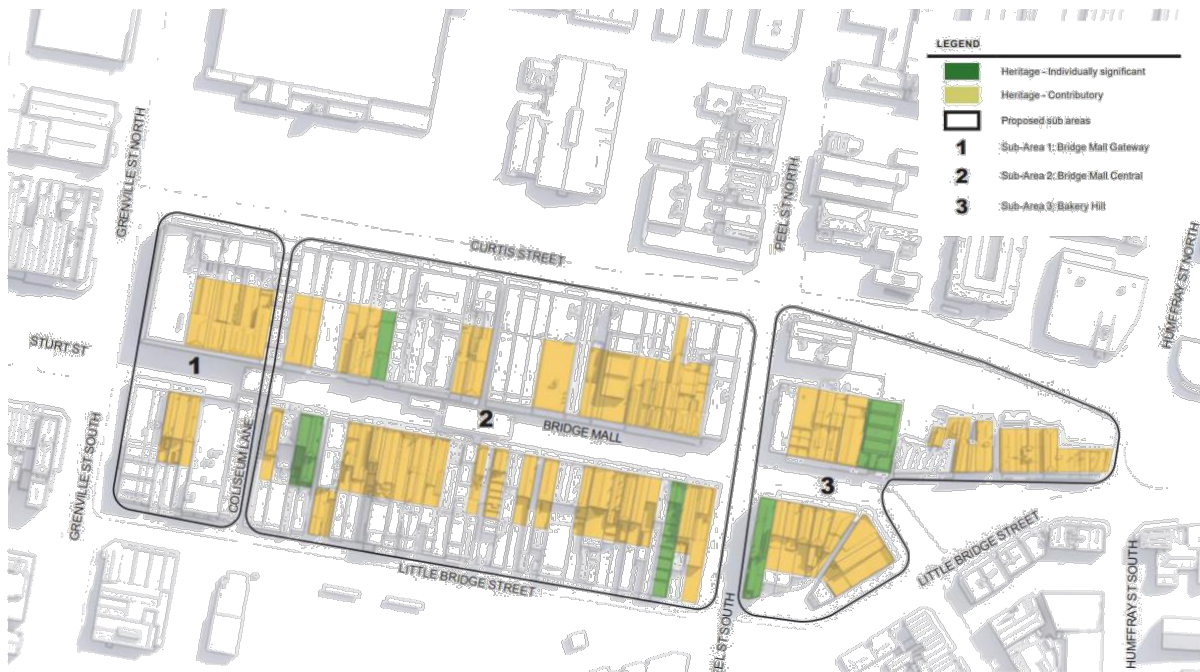 LEGEND
Heritage - Individually significant
Heritage - Contributory
Proposed sub areas
1 Sub-Area 1: Bridge Mall Gateway
2 Sub-Area 2: Bridge Mall Central
3 Sub-Area 3: Bakery Hill
GRENVILLE ST NORTH
PEEL ST NORTH
HUMFFRAY ST NORTH
CURTIS STREET
STURT ST
1
2
BRIDGE MALL
3
COLISEUM LANE
GRENVILLE ST SOUTH
LITTLE BRIDGE STREET
LITTLE BRIDGE STREET
EEL ST SOUTH
HUMFFRAY ST SOUTH